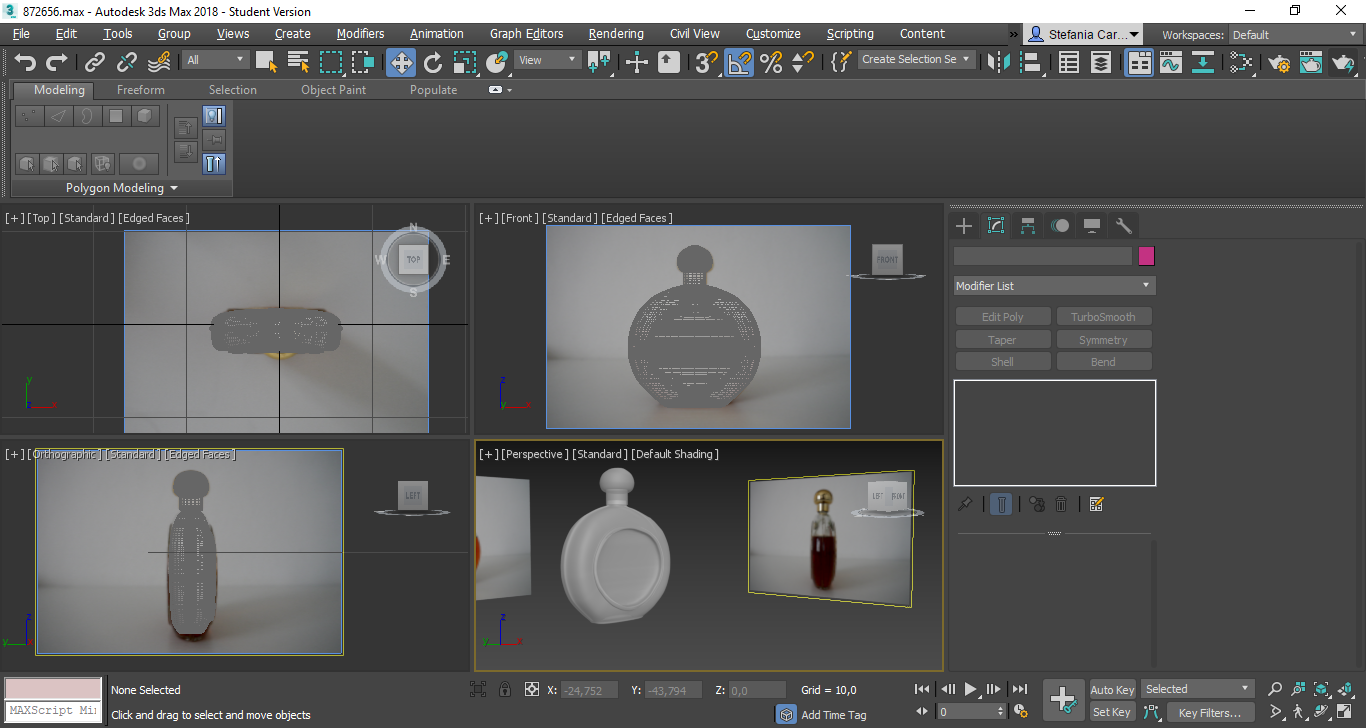 872656.max - Autodesk 3ds Max 2018 - Student Version
File Edit Tools Group Views Create Modifiers Animation Graph Editors Rendering Civil View Customize Scripting Content » Stefania Car... Workspaces: Default
All View 3 Create Selection Se
Modeling Freeform Selection Object Paint Populate
Polygon Modeling
[+] [Top] [Standard] [Edged Faces]
N
W TOP E
S
y
z x
[+] [Front] [Standard] [Edged Faces]
FRONT
z
y x
[+] [Orthographic] [Standard] [Edged Faces]
LEFT
z
y x
[+] [Perspective] [Standard] [Default Shading]
LEFT FRONT
z
y x
Modifier List
Edit Poly TurboSmooth
Taper Symmetry
Shell Bend
MAXScript Mi
None Selected
Click and drag to select and move objects
X: -24,752 Y: -43,794 Z: 0,0 Grid = 10,0
Add Time Tag
0
Auto Key Selected
Set Key Key Filters...